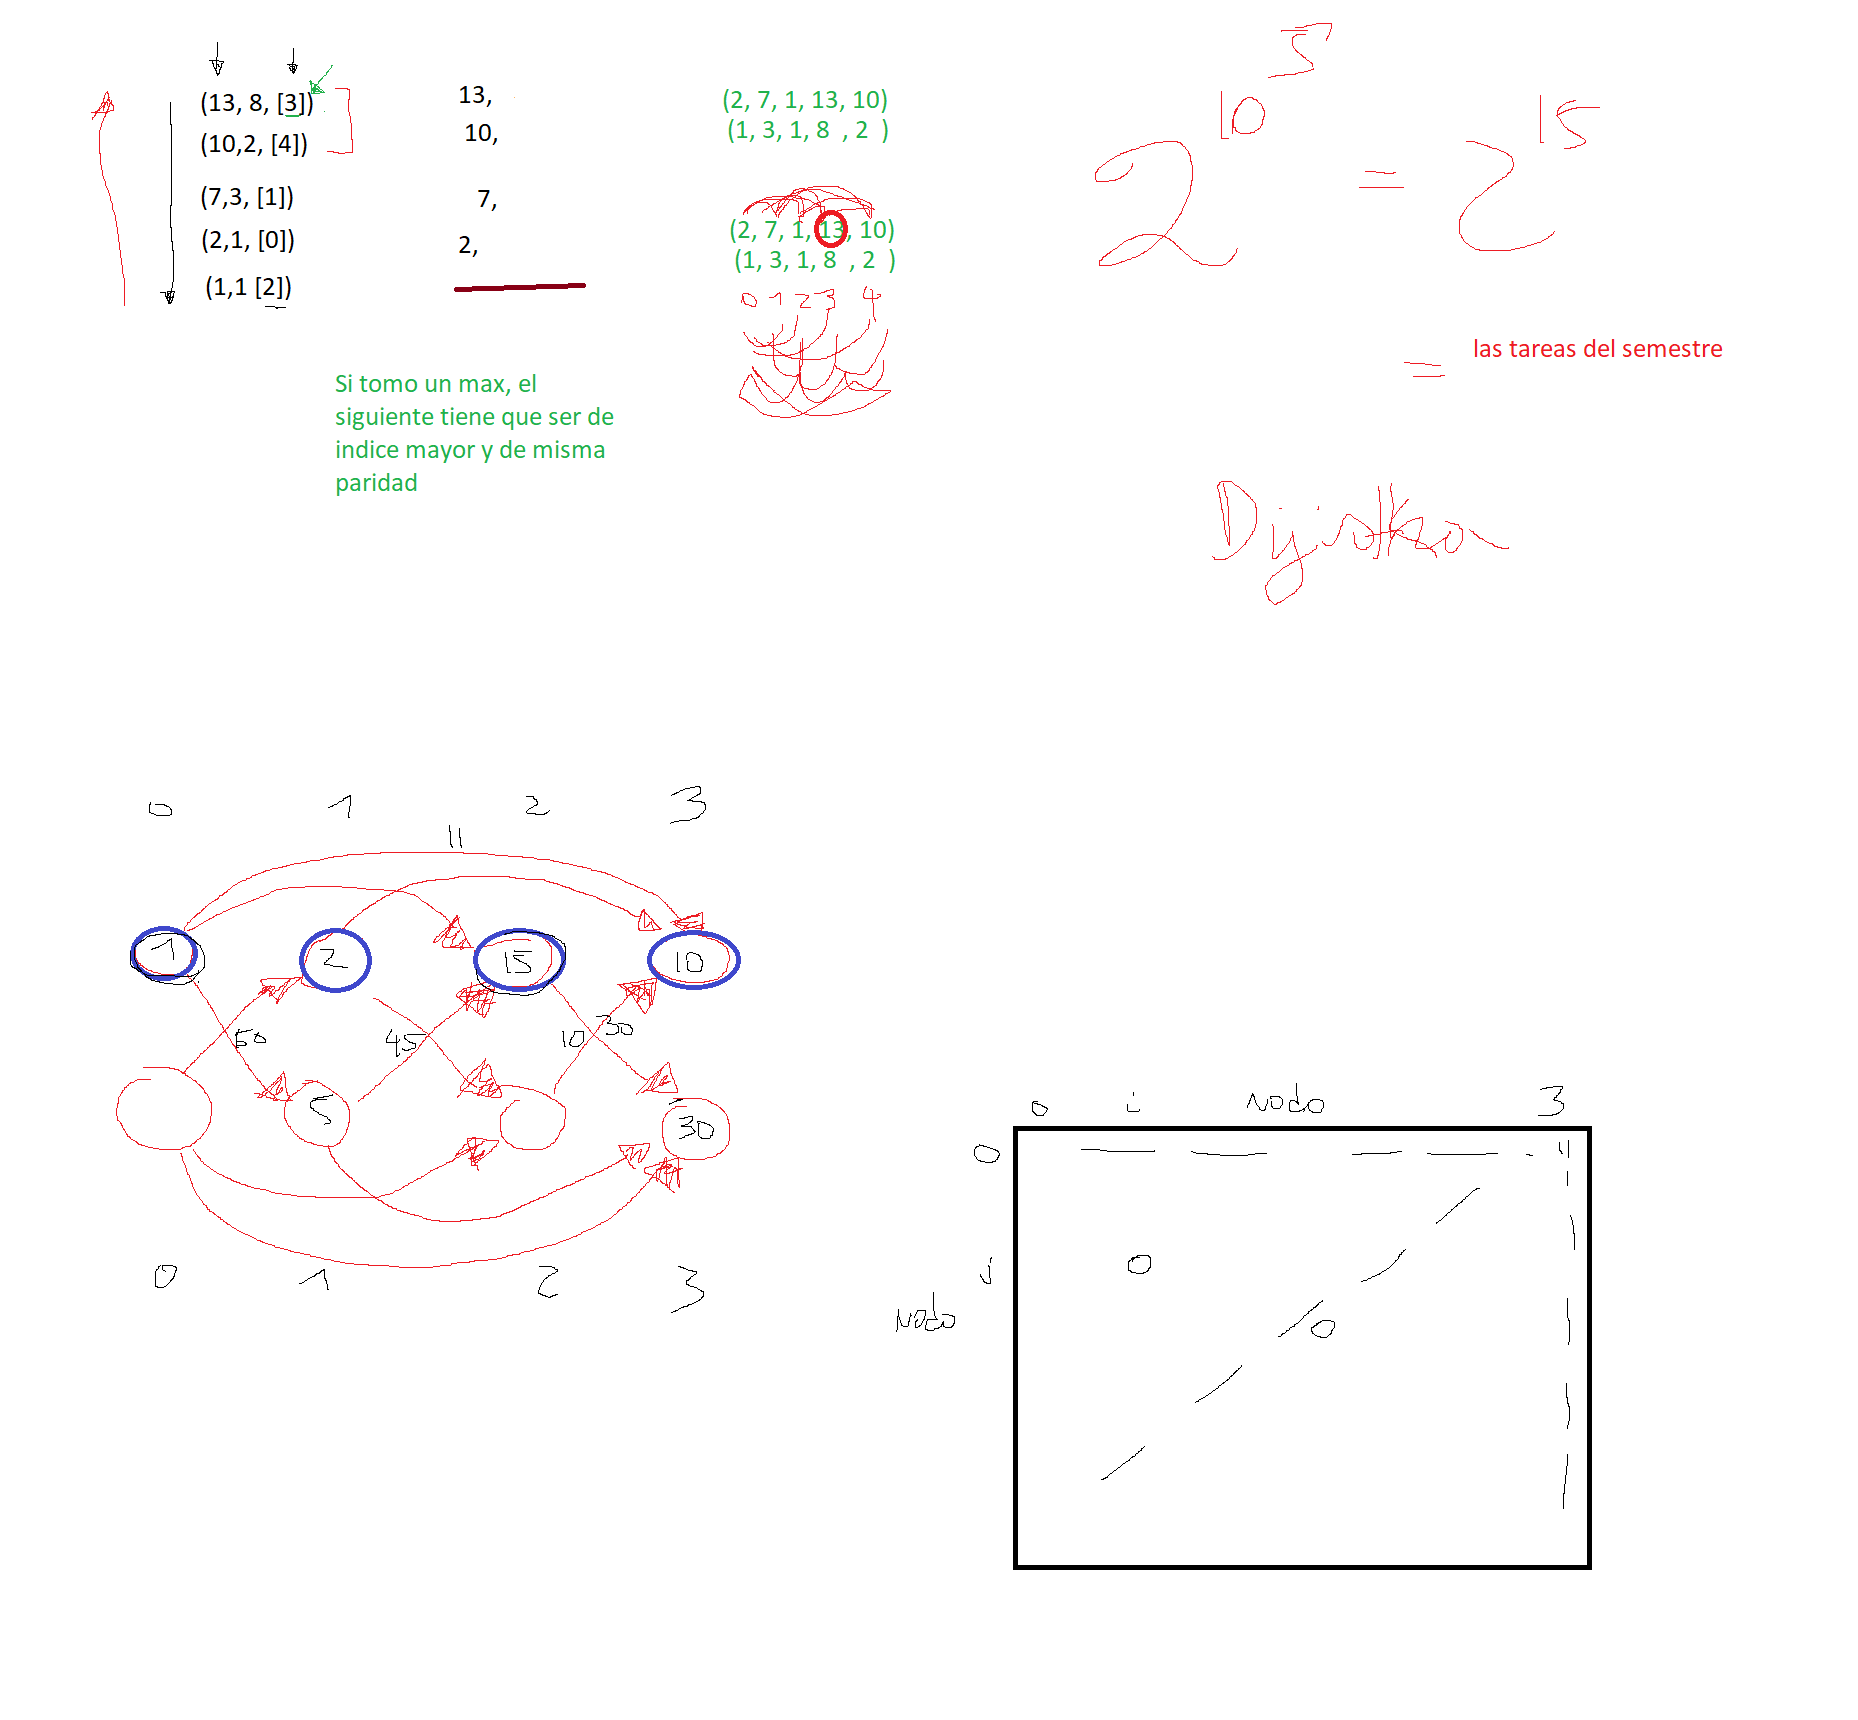 (13, 8, [3])
(10,2, [4])
(7,3, [1])
(2,1, [0])
(1,1 [2])
13,
10,
7,
2,
Si tomo un max, el
siguiente tiene que ser de
indice mayor y de misma
paridad
(2, 7, 1, 13, 10)
(1, 3, 1, 8 , 2 )
(2, 7, 1, 13, 10)
(1, 3, 1, 8 , 2 )
0 1 2 3 4
2^10^5 = 2^15
= las tareas del semestre
Dijistksa
0 1 2 3
11
1 2 15 10
50 45 10 30
5 30
0 1 2 3
0 i Nodo 3
0
i
Nodo
0
0